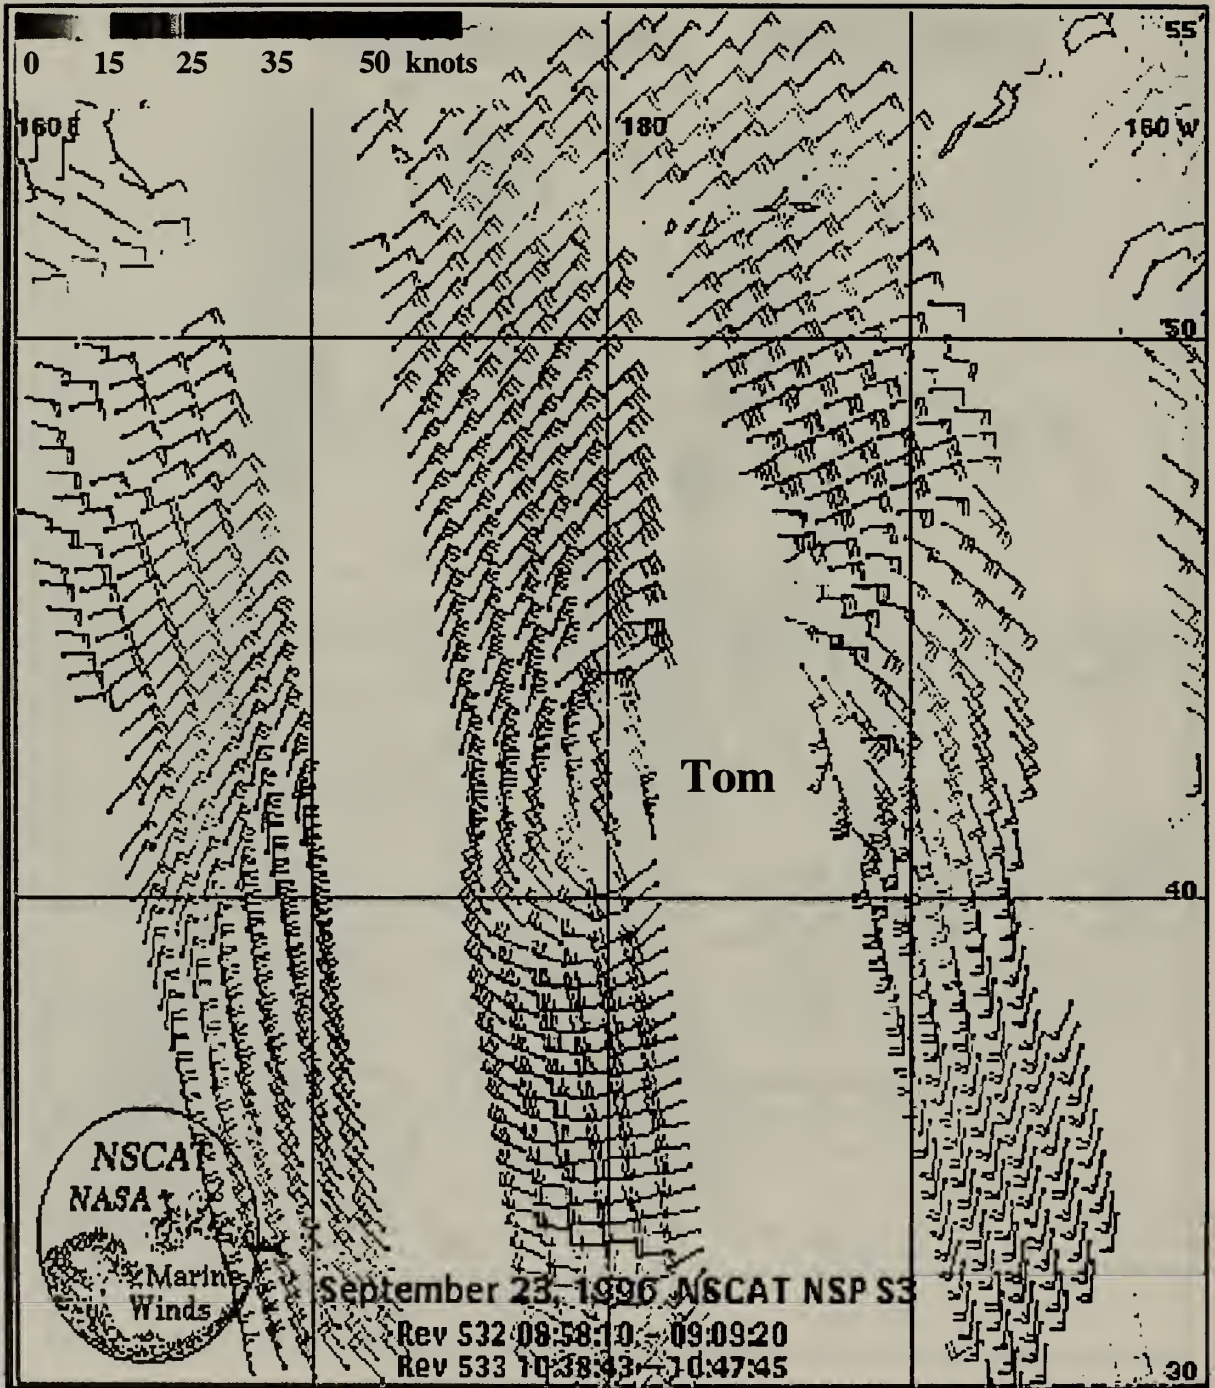 0 15 25 35 50 knots
55
160 E
180
160 W
50
Tom
40
NSCAT
NASA
Marine
Winds
September 23, 1996 NSCAT NSP S3
Rev 532 08:58:10 - 09:09:20
Rev 533 10:38:43 - 10:47:45
30